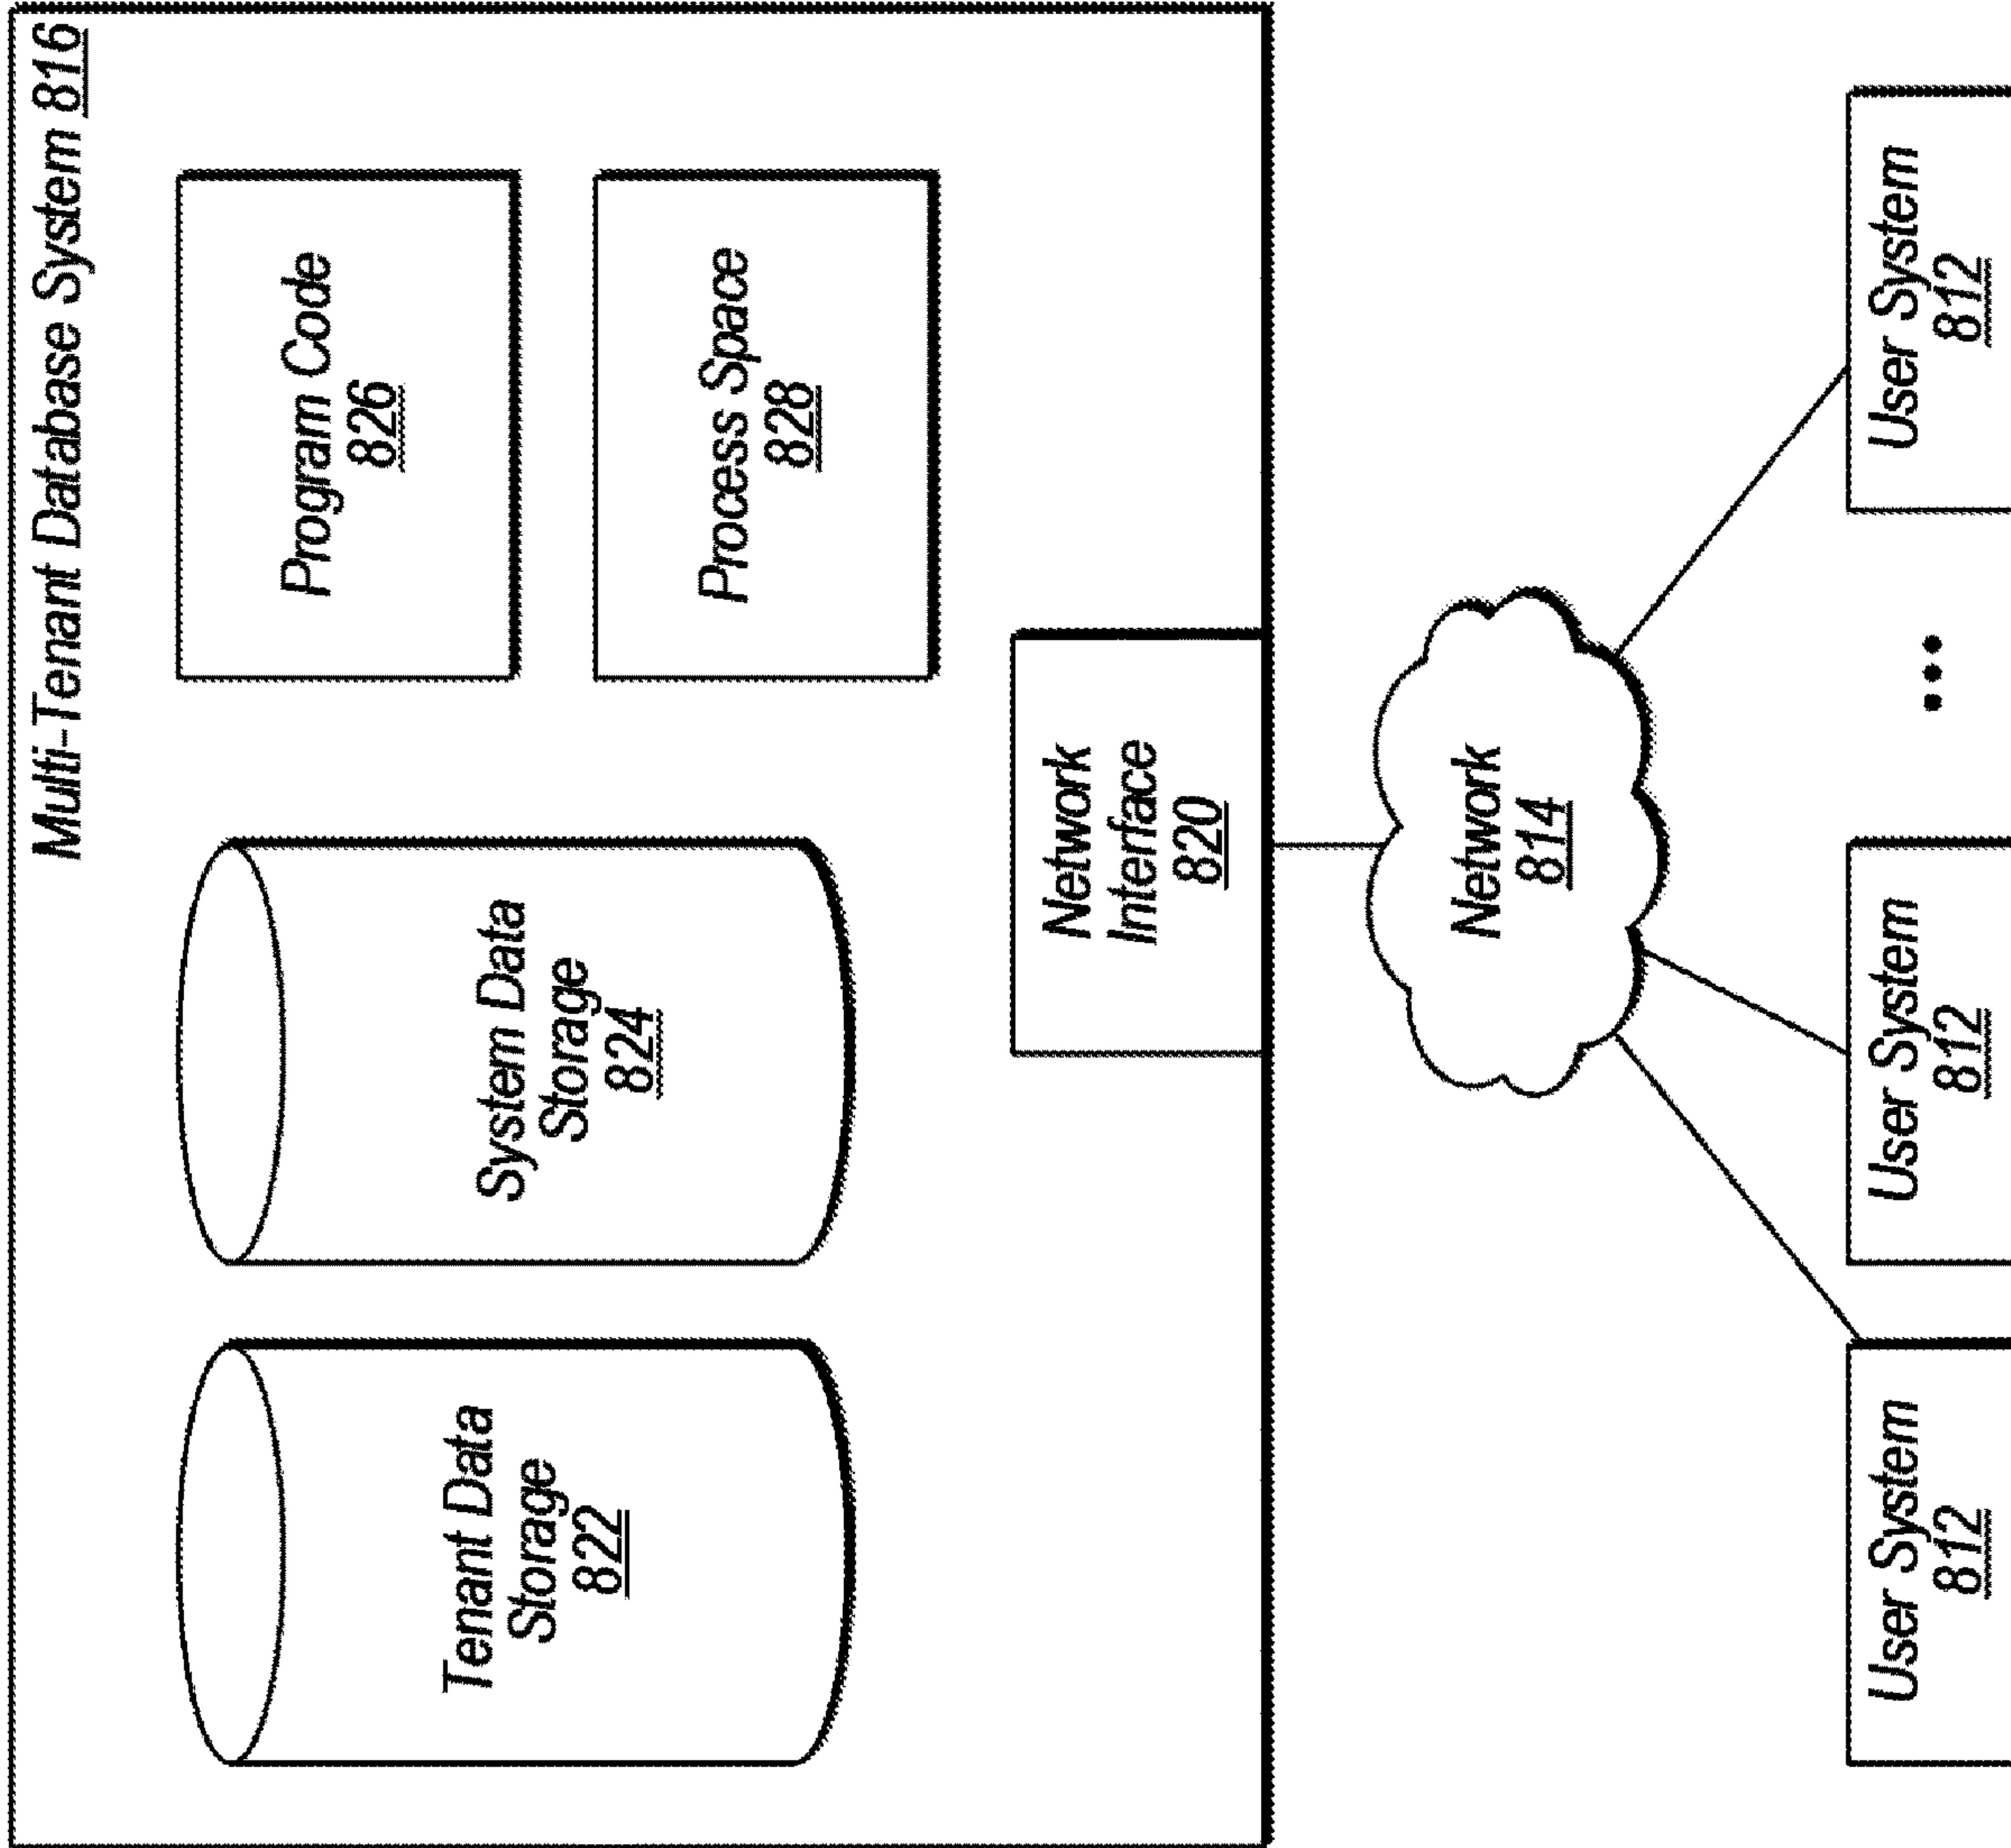 Multi-Tenant Database System 816
Tenant Data
Storage
822
System Data
Storage
824
Program Code
826
Process Space
828
Network
Interface
820
Network
814
User System
812
User System
812
•••
User System
812